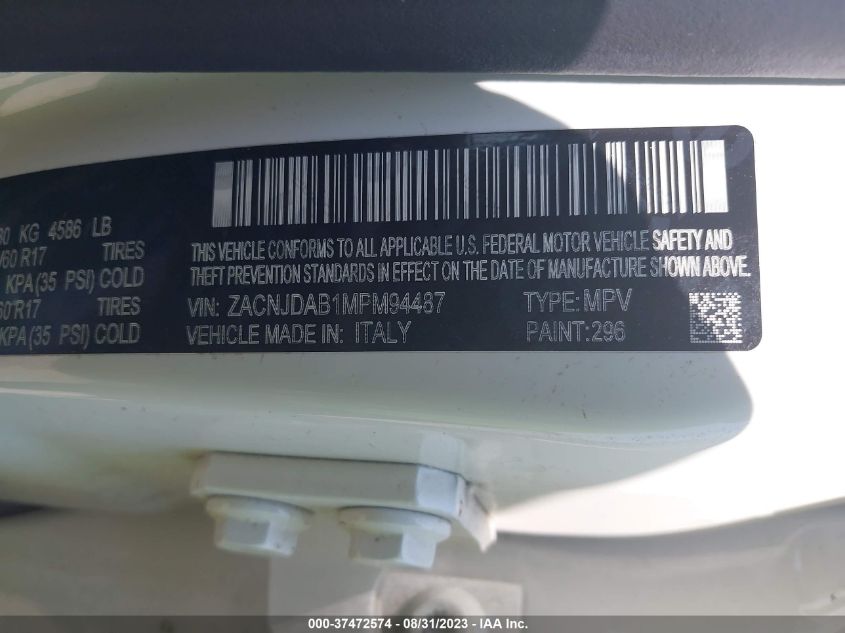 80 KG 4586 LB
/60 R17 TIRES
KPA (35 PSI) COLD
60 R17 TIRES
KPA (35 PSI) COLD
THIS VEHICLE CONFORMS TO ALL APPLICABLE U.S. FEDERAL MOTOR VEHICLE SAFETY AND
THEFT PREVENTION STANDARDS IN EFFECT ON THE DATE OF MANUFACTURE SHOWN ABOVE.
VIN: ZACNJDAB1MPM94487 TYPE: MPV
VEHICLE MADE IN: ITALY PAINT: 296
000-37472574 / 08/31/2023 - © IAA Inc.